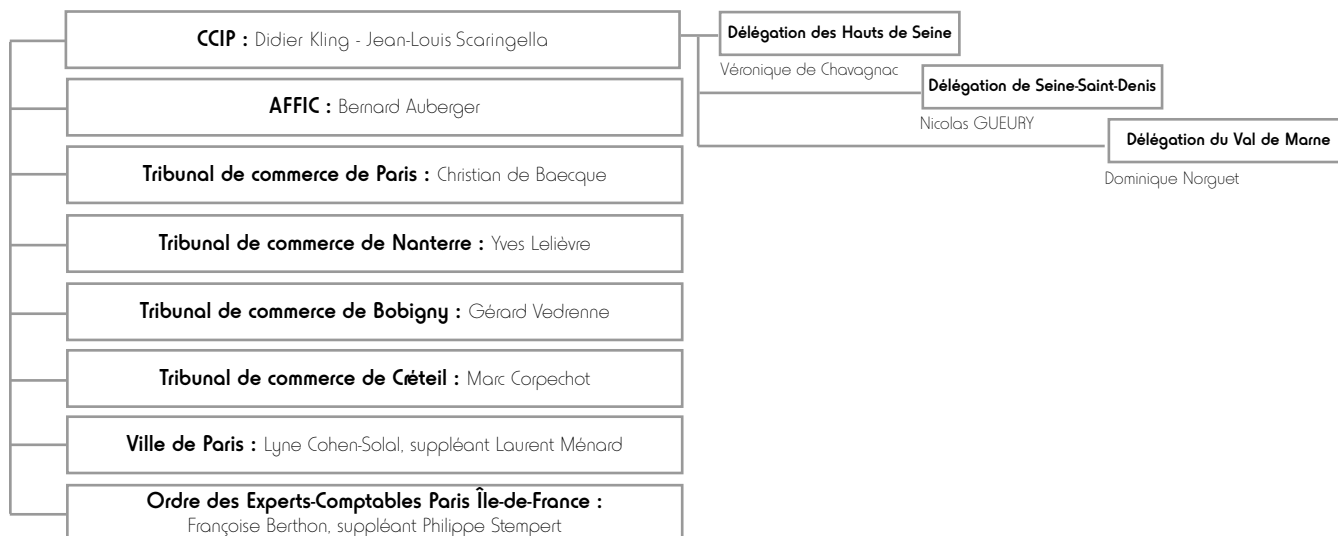 CCIP : Didier Kling - Jean-Louis Scaringella
AFFIC : Bernard Auberger
Tribunal de commerce de Paris : Christian de Baecque
Tribunal de commerce de Nanterre : Yves Lelièvre
Tribunal de commerce de Bobigny : Gérard Vedrenne
Tribunal de commerce de Créteil : Marc Corpechot
Ville de Paris : Lyne Cohen-Solal, suppléant Laurent Ménard
Ordre des Experts-Comptables Paris Île-de-France :
Françoise Berthon, suppléant Philippe Stempert
Délégation des Hauts de Seine
Véronique de Chavagnac
Délégation de Seine-Saint-Denis
Nicolas GUEURY
Délégation du Val de Marne
Dominique Norguet